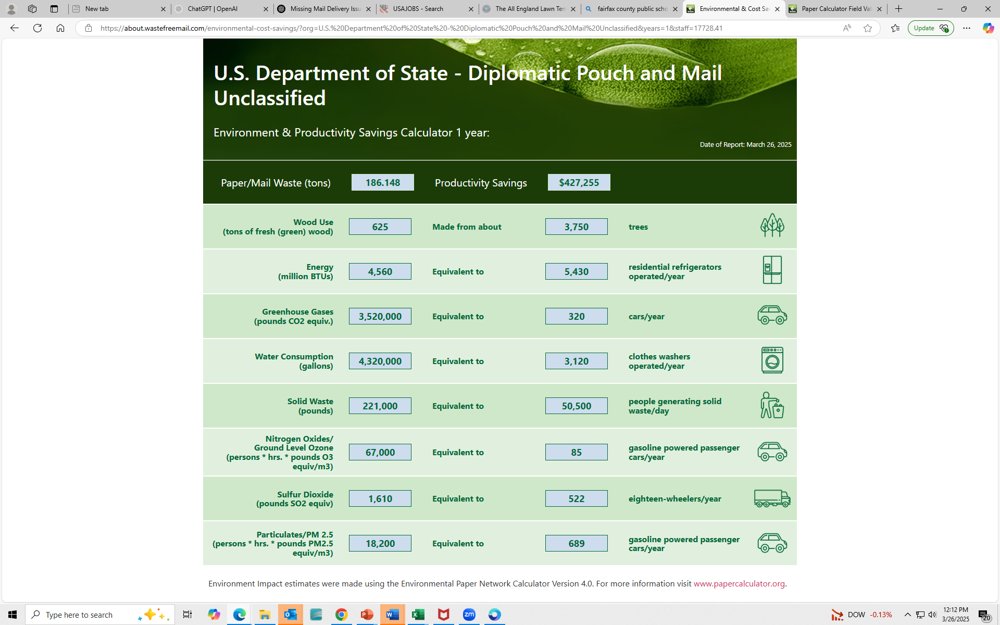 New tab
ChatGPT | OpenAI
Missing Mail Delivery Issu
USAJOBS - Search
The All England Lawn Ten
fairfax county public scho
Environmental & Cost Sav
Paper Calculator Field Val
https://about.wastefreemail.com/environmental-cost-savings/?org=U.S.%20Department%20of%20State%20-%20Diplomatic%20Pouch%20and%20Mail%20Unclassified&years=1&staff=17728.41
Update
U.S. Department of State - Diplomatic Pouch and Mail
Unclassified
Environment & Productivity Savings Calculator 1 year:
Date of Report: March 26, 2025
Paper/Mail Waste (tons) 186.148 Productivity Savings $427,255
Wood Use
(tons of fresh (green) wood)
625 Made from about 3,750 trees
Energy
(million BTUs)
4,560 Equivalent to 5,430
residential refrigerators
operated/year
Greenhouse Gases
(pounds CO2 equiv.)
3,520,000 Equivalent to 320 cars/year
Water Consumption
(gallons)
4,320,000 Equivalent to 3,120
clothes washers
operated/year
Solid Waste
(pounds)
221,000 Equivalent to 50,500
people generating solid
waste/day
Nitrogen Oxides/
Ground Level Ozone
(persons * hrs. * pounds O3
equiv/m3)
67,000 Equivalent to 85
gasoline powered passenger
cars/year
Sulfur Dioxide
(pounds SO2 equiv)
1,610 Equivalent to 522 eighteen-wheelers/year
Particulates/PM 2.5
(persons * hrs. * pounds PM2.5
equiv/m3)
18,200 Equivalent to 689
gasoline powered passenger
cars/year
Environment Impact estimates were made using the Environmental Paper Network Calculator Version 4.0. For more information visit www.papercalculator.org.
Type here to search
DOW -0.13%
12:12 PM
3/26/2025
20